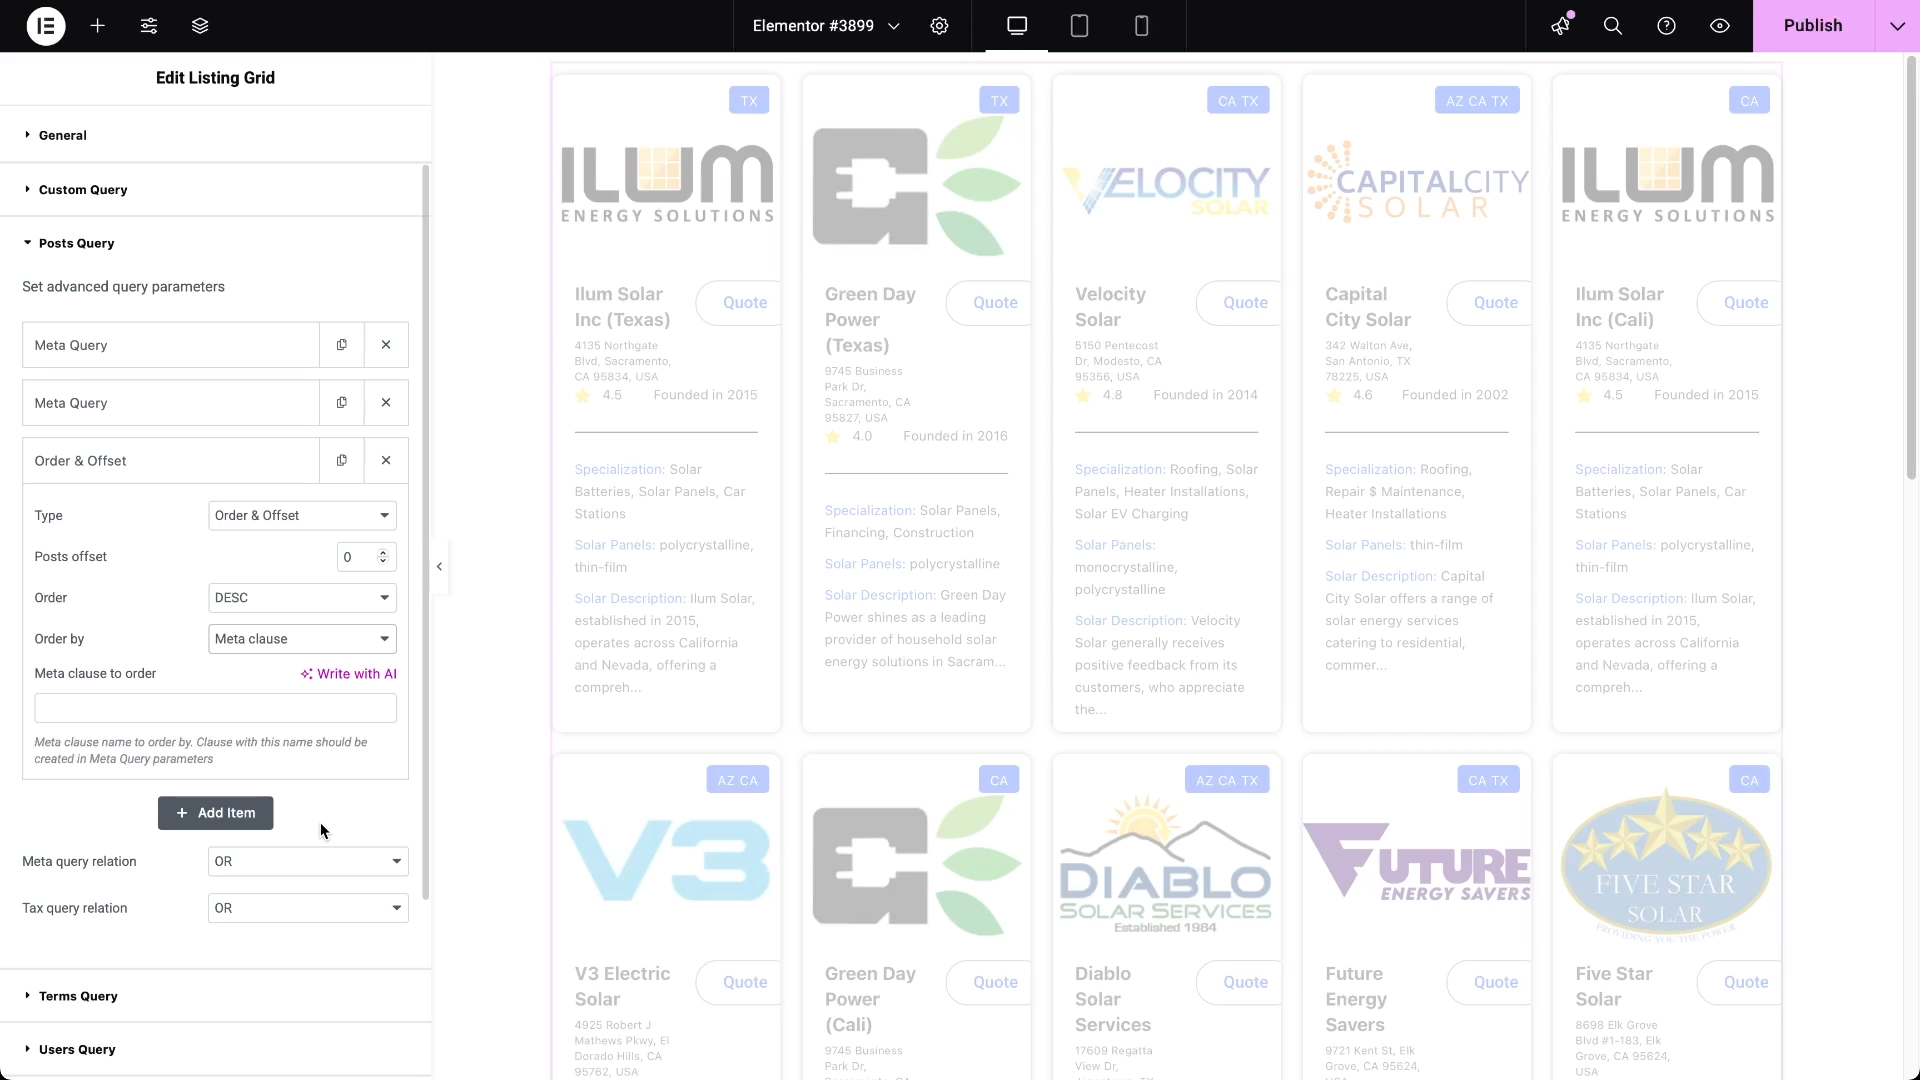 Elementor #3899
Publish
Edit Listing Grid
General
Custom Query
Posts Query
Set advanced query parameters
Meta Query
Meta Query
Order & Offset
Type
Order & Offset
Posts offset
0
Order
DESC
Order by
Meta clause
Meta clause to order
Write with AI
Meta clause name to order by. Clause with this name should be
created in Meta Query parameters
+ Add Item
Meta query relation
OR
Tax query relation
OR
Terms Query
Users Query
TX
ILUM
ENERGY SOLUTIONS
Ilum Solar
Inc (Texas)
Quote
4135 Northgate
Blvd, Sacramento,
CA 95834, USA
4.5
Founded in 2015
Specialization: Solar
Batteries, Solar Panels, Car
Stations
Solar Panels: polycrystalline,
thin-film
Solar Description: Ilum Solar,
established in 2015,
operates across California
and Nevada, offering a
compreh...
TX
Green Day
Power
(Texas)
Quote
9745 Business
Park Dr,
Sacramento, CA
95827, USA
4.0
Founded in 2016
Specialization: Solar Panels,
Financing, Construction
Solar Panels: polycrystalline
Solar Description: Green Day
Power shines as a leading
provider of household solar
energy solutions in Sacram...
CA TX
VELOCITY
SOLAR
Velocity
Solar
Quote
5150 Pentecost
Dr, Modesto, CA
95356, USA
4.8
Founded in 2014
Specialization: Roofing, Solar
Panels, Heater Installations,
Solar EV Charging
Solar Panels:
monocrystalline,
polycrystalline
Solar Description: Velocity
Solar generally receives
positive feedback from its
customers, who appreciate
the...
AZ CA TX
CAPITALCITY
SOLAR
Capital
City Solar
Quote
342 Walton Ave,
San Antonio, TX
78225, USA
4.6
Founded in 2002
Specialization: Roofing,
Repair $ Maintenance,
Heater Installations
Solar Panels: thin-film
Solar Description: Capital
City Solar offers a range of
solar energy services
catering to residential,
commer...
CA
ILUM
ENERGY SOLUTIONS
Ilum Solar
Inc (Cali)
Quote
4135 Northgate
Blvd, Sacramento,
CA 95834, USA
4.5
Founded in 2015
Specialization: Solar
Batteries, Solar Panels, Car
Stations
Solar Panels: polycrystalline,
thin-film
Solar Description: Ilum Solar,
established in 2015,
operates across California
and Nevada, offering a
compreh...
AZ CA
V3
V3 Electric
Solar
Quote
4925 Robert J
Mathews Pkwy, El
Dorado Hills, CA
95762, USA
CA
Green Day
Power
(Cali)
Quote
9745 Business
Park Dr,
AZ CA TX
DIABLO
SOLAR SERVICES
Established 1984
Diablo
Solar
Services
Quote
17609 Regatta
View Dr,
CA TX
FUTURE
ENERGY SAVERS
Future
Energy
Savers
Quote
9721 Kent St, Elk
Grove, CA 95624,
CA
FIVE STAR
SOLAR
PROVIDING YOU THE POWER
Five Star
Solar
Quote
8698 Elk Grove
Blvd #1-183, Elk
Grove, CA 95624,
USA